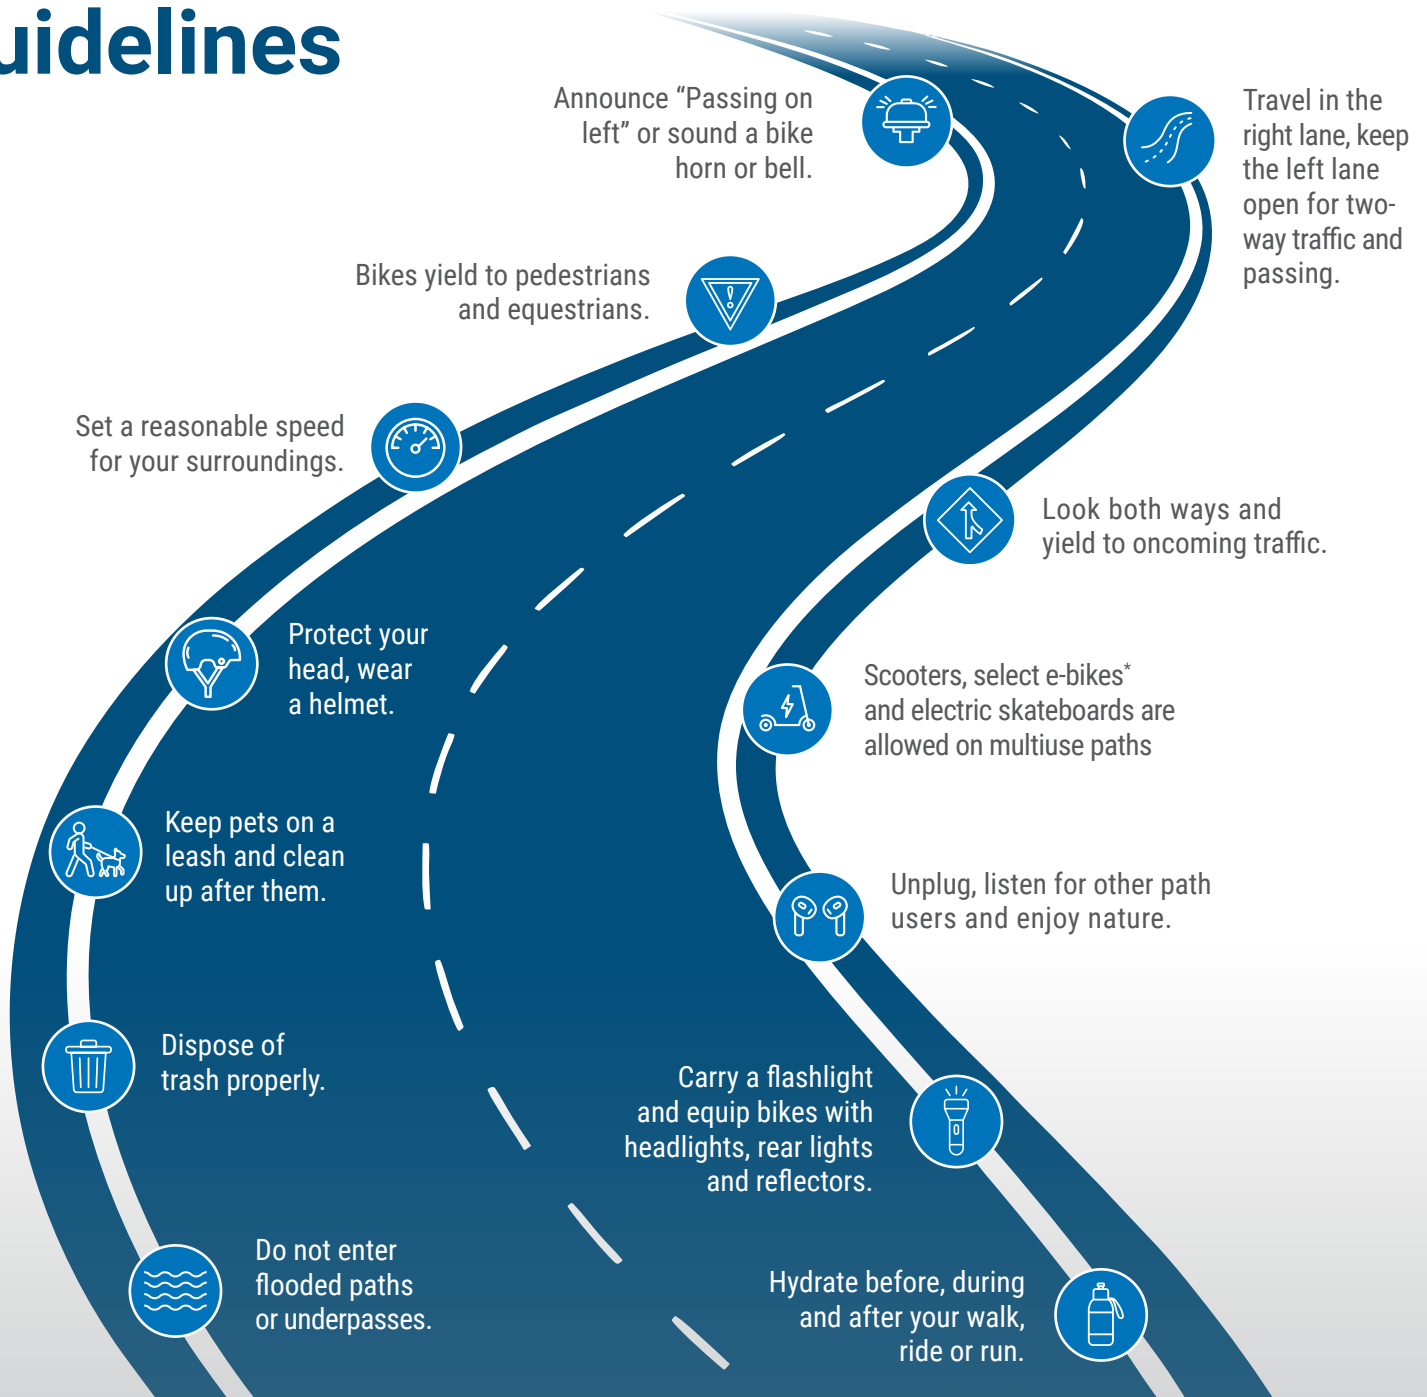 uidelines
Announce “Passing on
left” or sound a bike
horn or bell.
Travel in the
right lane, keep
the left lane
open for two-
way traffic and
passing.
Bikes yield to pedestrians
and equestrians.
Set a reasonable speed
for your surroundings.
Look both ways and
yield to oncoming traffic.
Protect your
head, wear
a helmet.
Scooters, select e-bikes*
and electric skateboards are
allowed on multiuse paths
Keep pets on a
leash and clean
up after them.
Unplug, listen for other path
users and enjoy nature.
Dispose of
trash properly.
Carry a flashlight
and equip bikes with
headlights, rear lights
and reflectors.
Do not enter
flooded paths
or underpasses.
Hydrate before, during
and after your walk,
ride or run.